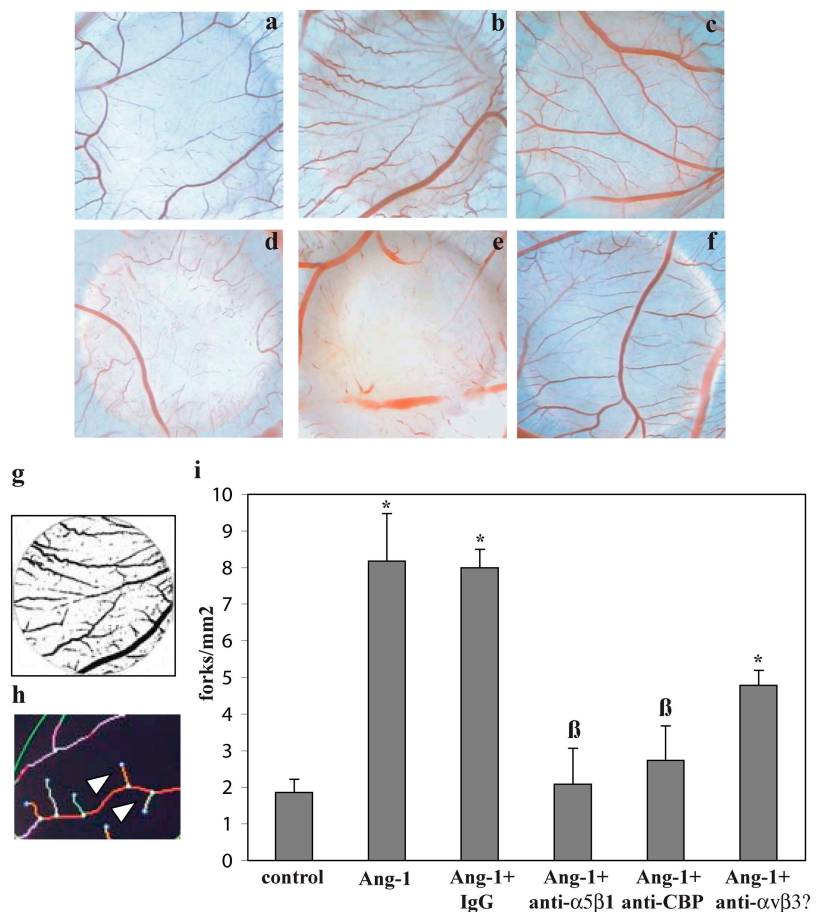 a
b
c
d
e
f
g
h
i
10
9
8
7
6
5
4
3
2
1
0
forks/mm2
*
*
ß
ß
*
control
Ang-1
Ang-1+
IgG
Ang-1+
anti-α5β1
Ang-1+
anti-CBP
Ang-1+
anti-αvβ3?